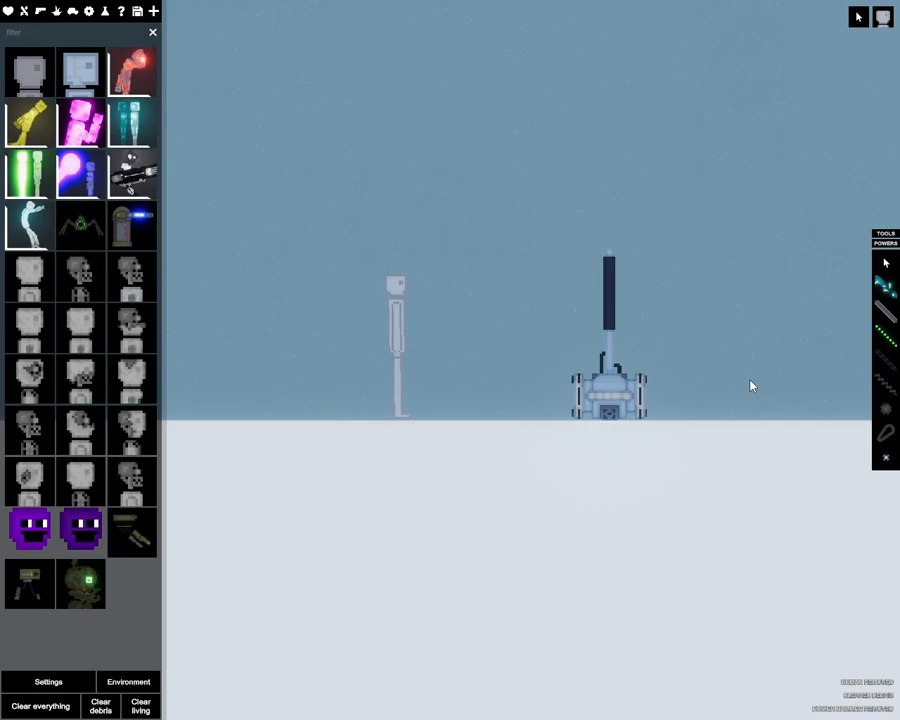 filter
TOOLS
POWERS
Settings
Environment
Clear everything
Clear debris
Clear living